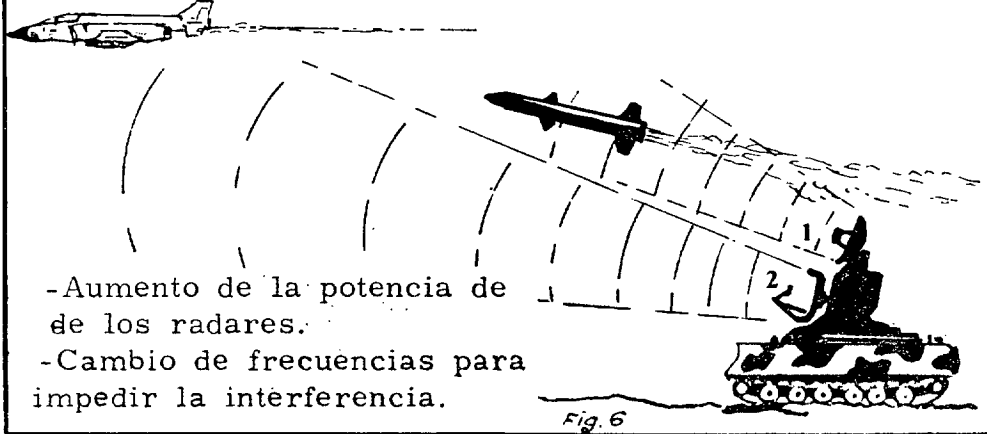 1
2
-Aumento de la potencia de
de los radares.
-Cambio de frecuencias para
impedir la interferencia.
Fig. 6